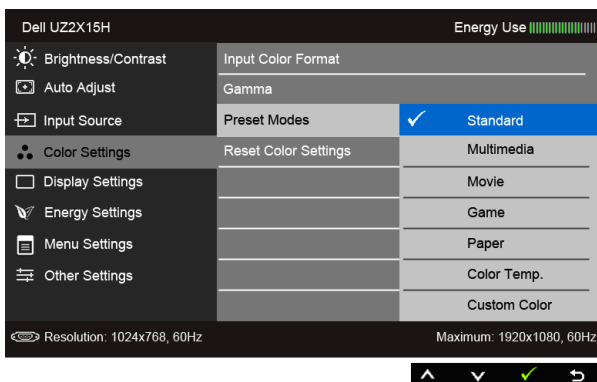 Dell UZ2X15H Energy Use
Brightness/Contrast Input Color Format
Auto Adjust Gamma
Input Source Preset Modes Standard
Color Settings Reset Color Settings Multimedia
Display Settings Movie
Energy Settings Game
Menu Settings Paper
Other Settings Color Temp.
Custom Color
Resolution: 1024x768, 60Hz Maximum: 1920x1080, 60Hz